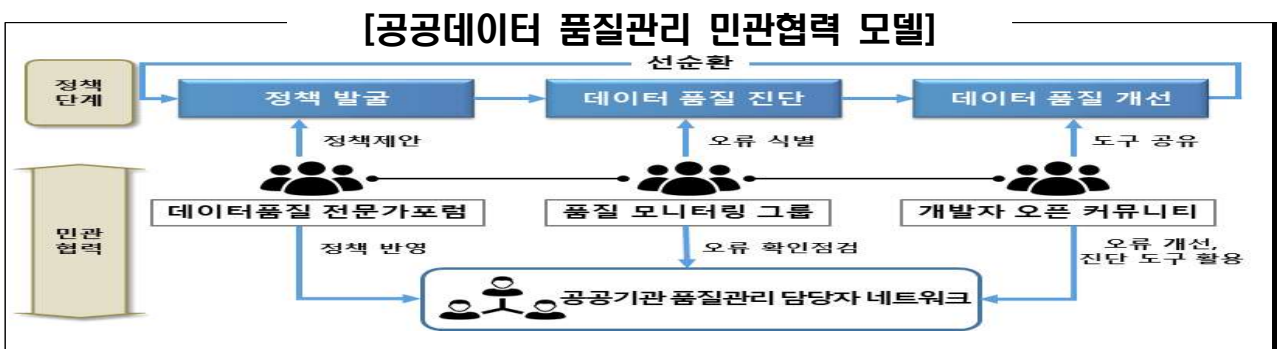 [공공데이터 품질관리 민관협력 모델]
선순환
정책
단계
정책 발굴
데이터 품질 진단
데이터 품질 개선
정책제안
오류 식별
도구 공유
민관
협력
데이터품질 전문가포럼
품질 모니터링 그룹
개발자 오픈 커뮤니티
정책 반영
오류 확인점검
오류 개선,
진단 도구 활용
공공기관 품질관리 담당자 네트워크